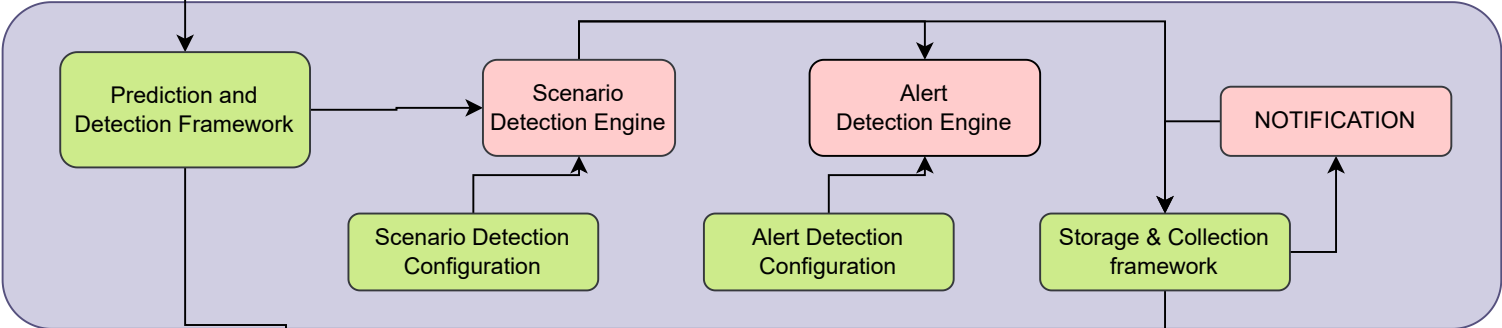 Prediction and
Detection Framework
Scenario
Detection Engine
Alert
Detection Engine
NOTIFICATION
Scenario Detection
Configuration
Alert Detection
Configuration
Storage & Collection
framework